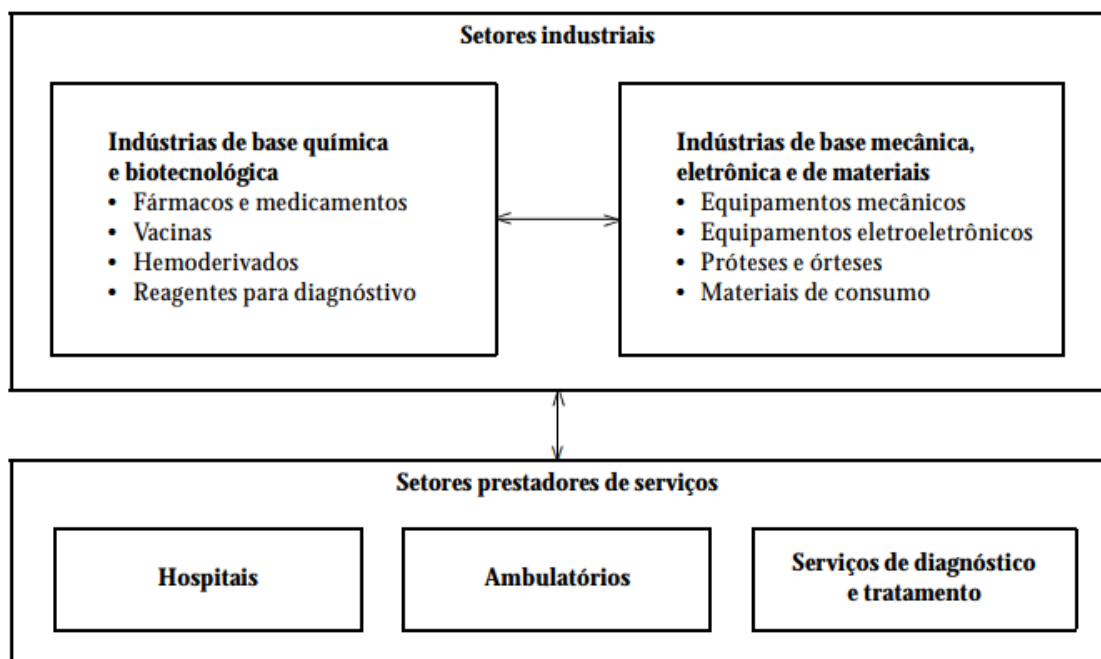 Setores industriais
Indústrias de base química
e biotecnológica
• Fármacos e medicamentos
• Vacinas
• Hemoderivados
• Reagentes para diagnóstivo
Indústrias de base mecânica,
eletrônica e de materiais
• Equipamentos mecânicos
• Equipamentos eletroeletrônicos
• Próteses e órteses
• Materiais de consumo
Setores prestadores de serviços
Hospitais
Ambulatórios
Serviços de diagnóstico
e tratamento